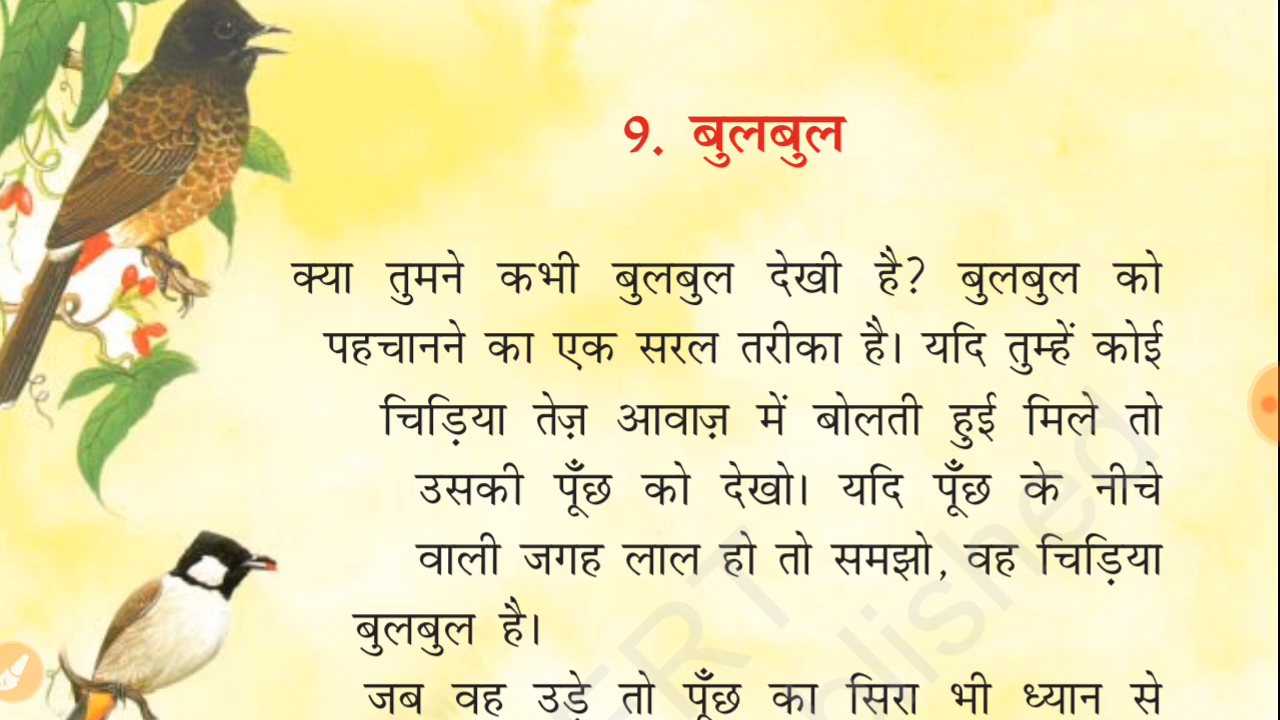 9. बुलबुल
क्या तुमने कभी बुलबुल देखी है? बुलबुल को
पहचानने का एक सरल तरीका है। यदि तुम्हें कोई
चिड़िया तेज़ आवाज़ में बोलती हुई मिले तो
उसकी पूँछ को देखो। यदि पूँछ के नीचे
वाली जगह लाल हो तो समझो, वह चिड़िया
बुलबुल है।
जब वह उड़े तो पूँछ का सिरा भी ध्यान से